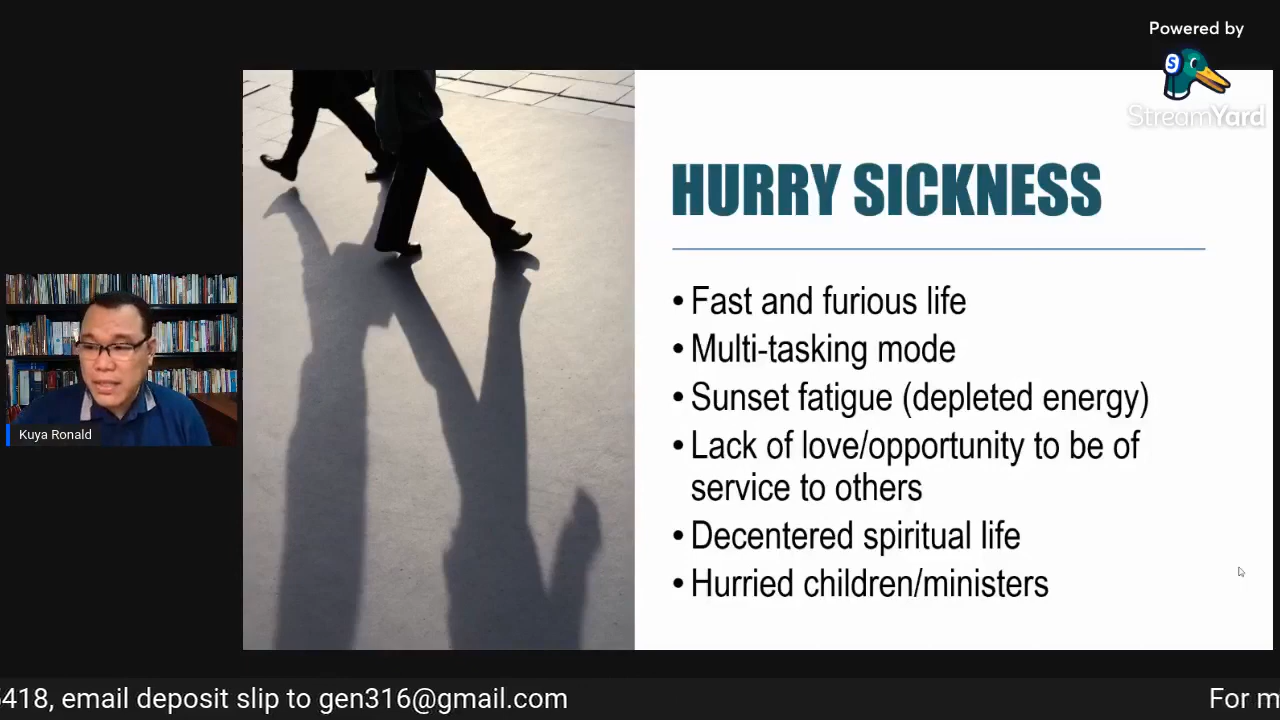 Powered by
S
StreamYard
HURRY SICKNESS
• Fast and furious life
• Multi-tasking mode
• Sunset fatigue (depleted energy)
• Lack of love/opportunity to be of
service to others
• Decentered spiritual life
• Hurried children/ministers
Kuya Ronald
418, email deposit slip to gen316@gmail.com
For m